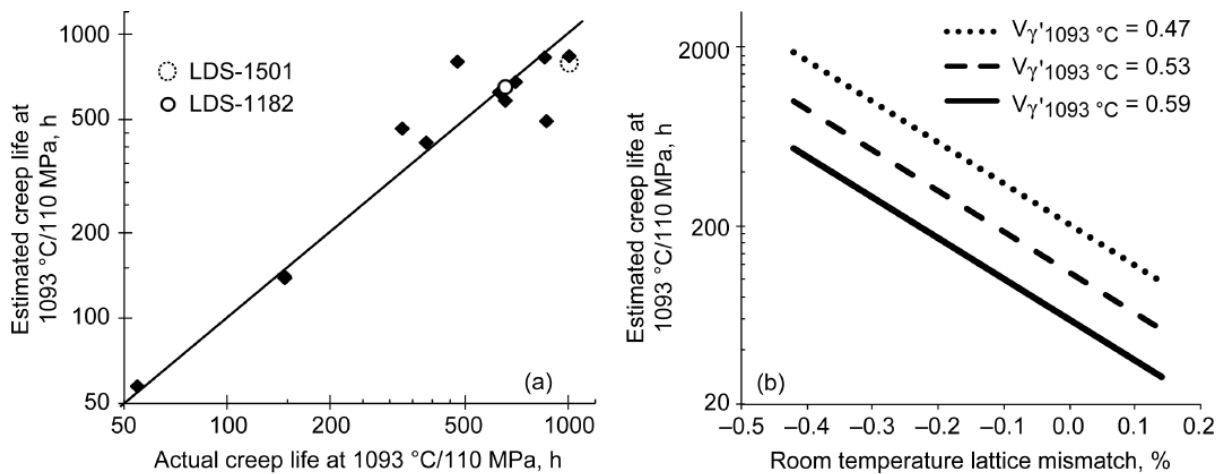 Estimated creep life at
1093 °C/110 MPa, h
1000
500
200
100
50
LDS-1501
LDS-1182
(a)
50
100
200
500
1000
Actual creep life at 1093 °C/110 MPa, h
Estimated creep life at
1093 °C/110 MPa, h
2000
200
20
Vγ'1093 °C = 0.47
Vγ'1093 °C = 0.53
Vγ'1093 °C = 0.59
(b)
–0.5
–0.4
–0.3
–0.2
–0.1
0.0
0.1
0.2
Room temperature lattice mismatch, %